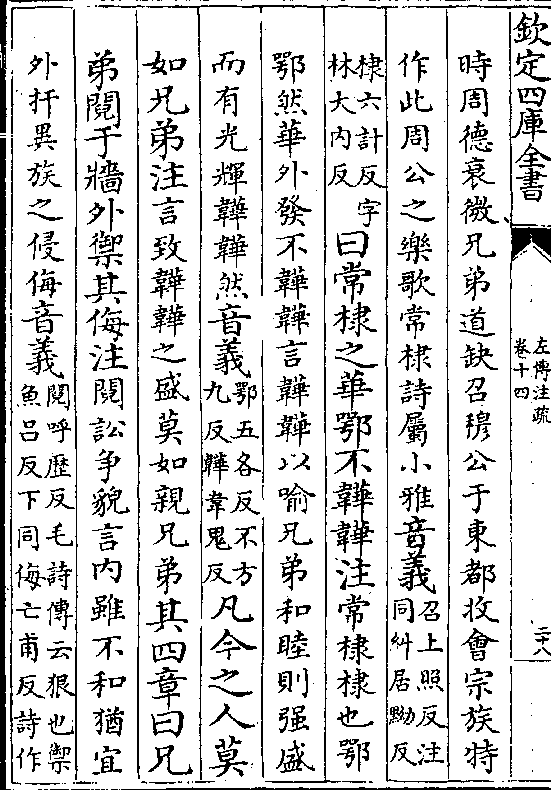 欽定四庫全書
左傳注疏
卷十四
二十八
時周德衰微兄弟道缺召穆公于東都收會宗族特
作此周公之樂歌常棣詩屬小雅音義召上照反注
同糾居黝反
棣六計反字
林大内反
曰常棣之華鄂不韡韡注常棣棣也鄂
鄂然華外發不韡韡言韡韡以喻兄弟和睦則强盛
而有光輝韡韡然音義鄂五各反不方
九反韡韋鬼反
凡今之人莫
如兄弟注言致韡韡之盛莫如親兄弟其四章曰兄
弟鬩于牆外禦其侮注鬩訟争貌言内雖不和猶宜
外扞異族之侵侮音義鬩呼歴反毛詩傳云狠也禦
魚吕反下同侮亡甫反詩作